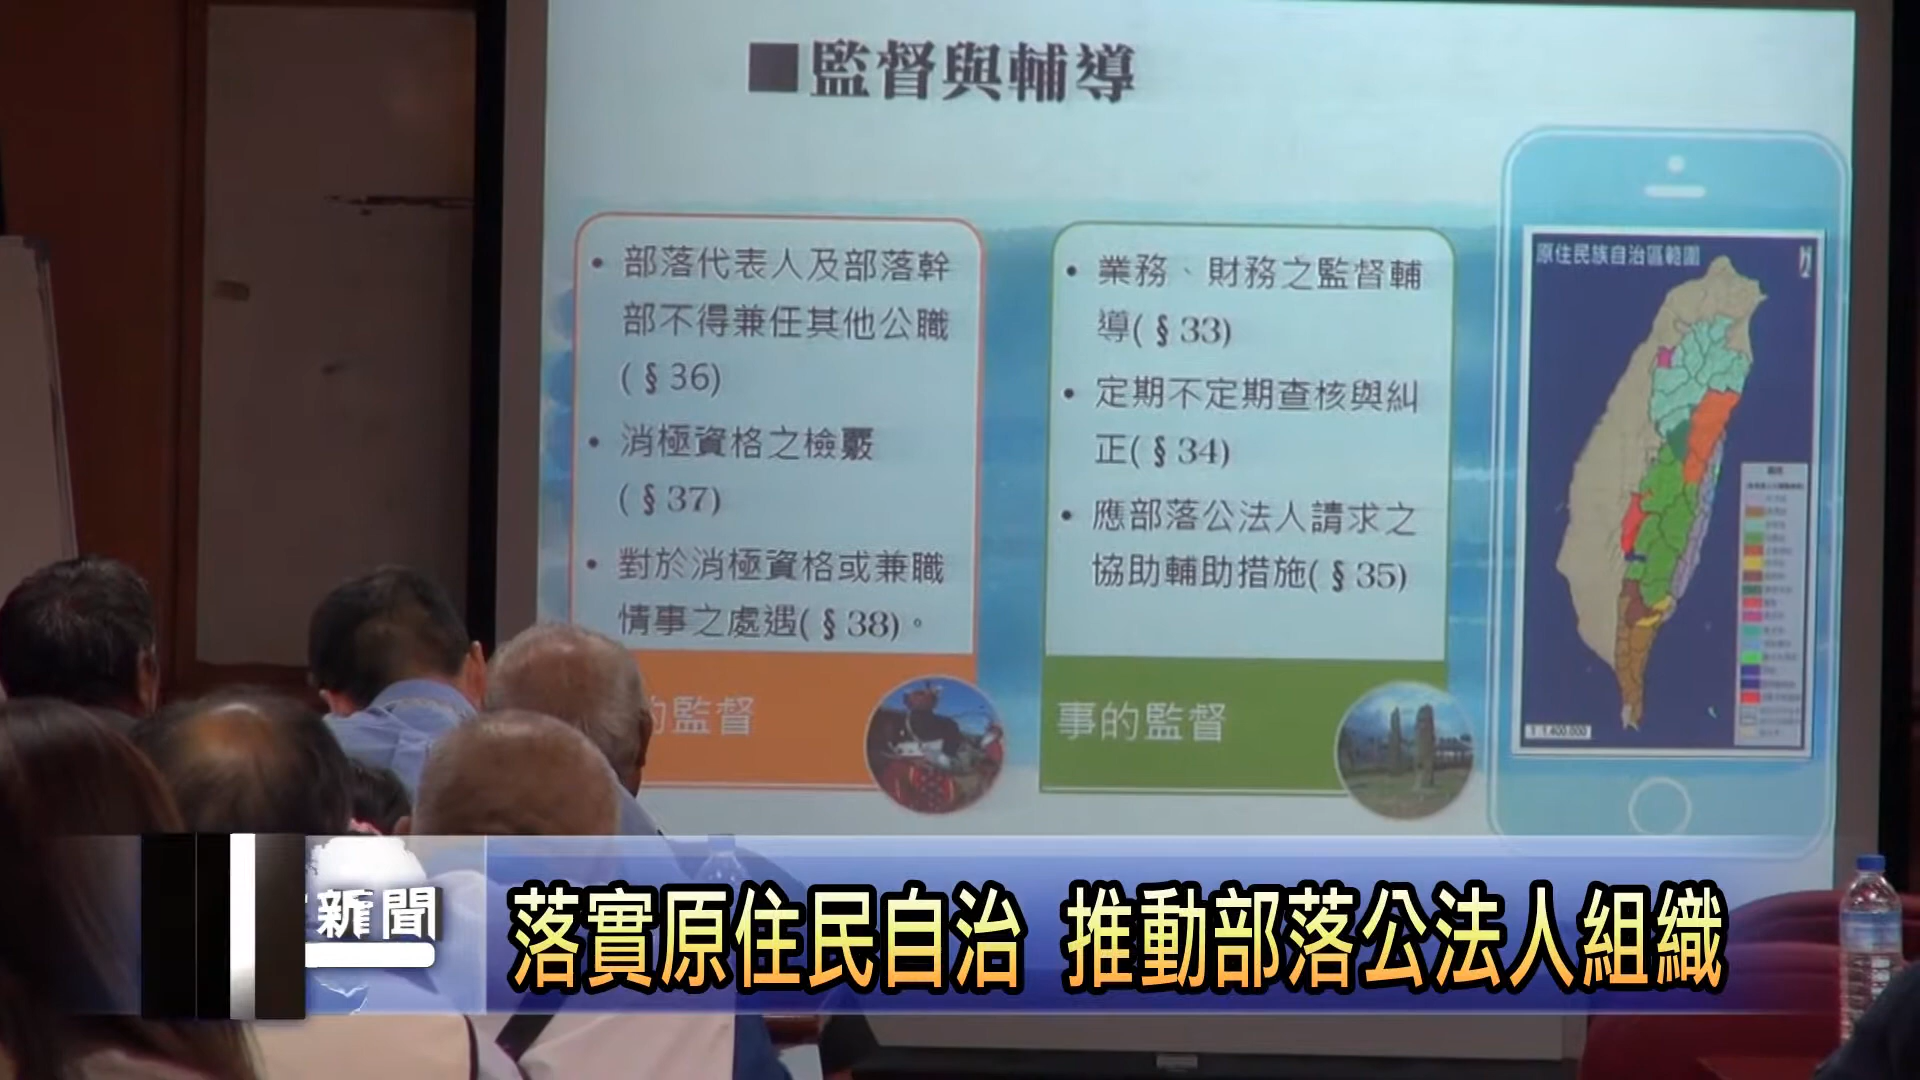 ■監督與輔導
• 部落代表人及部落幹
部不得兼任其他公職
(§36)
• 消極資格之檢覈
(§37)
• 對於消極資格或兼職
情事之處遇(§38)。
的監督
• 業務、財務之監督輔
導(§33)
• 定期不定期查核與糾
正(§34)
• 應部落公法人請求之
協助輔助措施(§35)
事的監督
原住民族自治區範圍
1:1,400,000
新聞
落實原住民自治 推動部落公法人組織